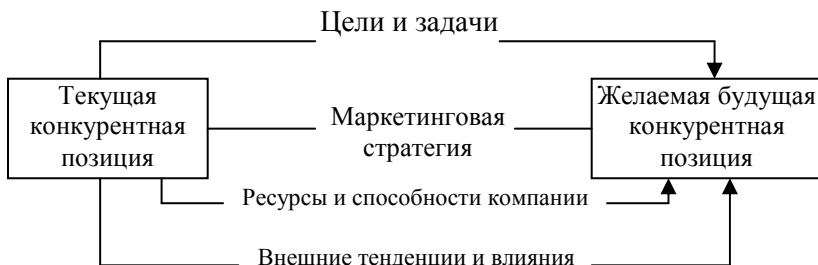 Цели и задачи
Текущая
конкурентная
позиция
Маркетинговая
стратегия
Желаемая будущая
конкурентная
позиция
Ресурсы и способности компании
Внешние тенденции и влияния